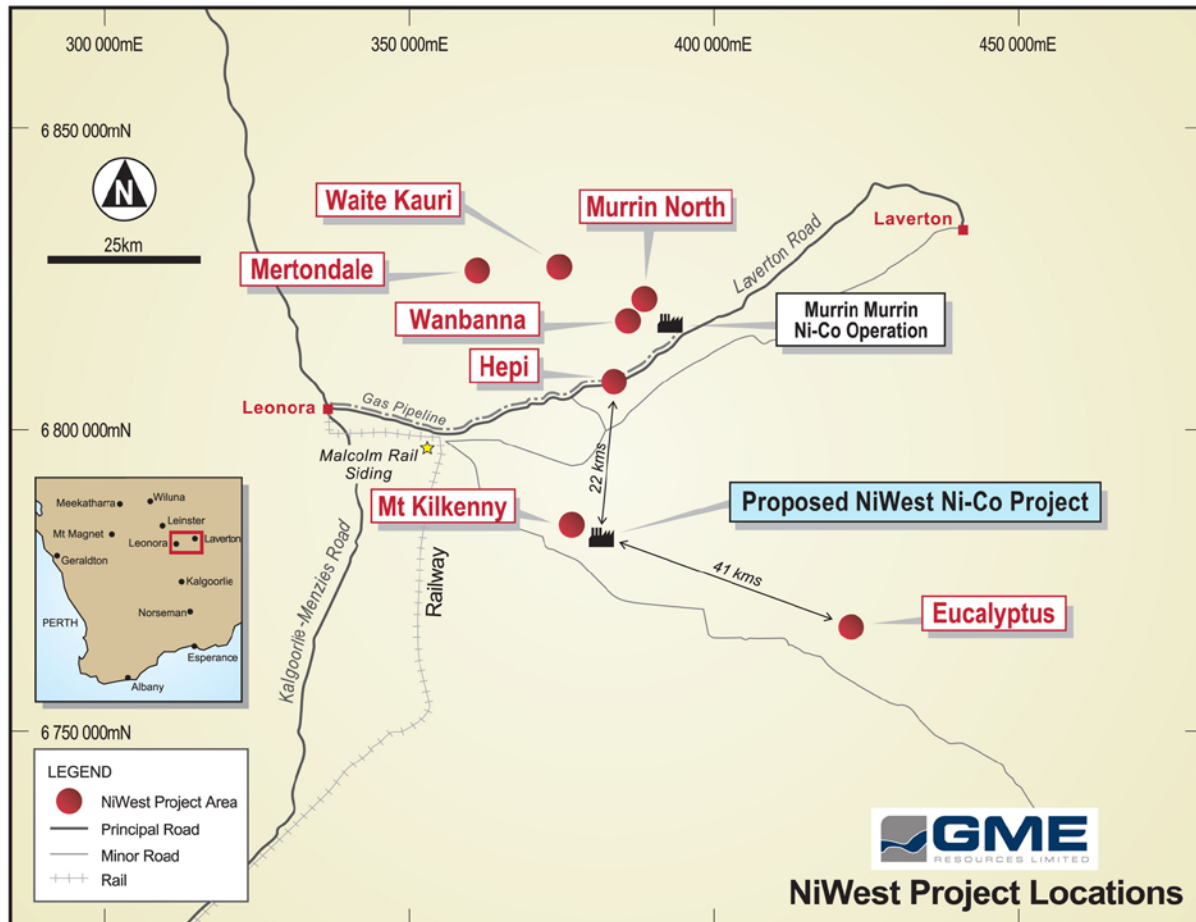 300 000mE
350 000mE
400 000mE
450 000mE
6 850 000mN
N
25km
Waite Kauri
Murrin North
Laverton
Mertondale
Laverton Road
Wanbanna
Murrin Murrin
Ni-Co Operation
Hepi
Gas Pipeline
Leonora
6 800 000mN
Malcolm Rail
Siding
22 kms
Mt Kilkenny
Proposed NiWest Ni-Co Project
41 kms
Eucalyptus
Kalgoorlie-Menzies Road
Railway
Meekatharra
Wiluna
Leinster
Mt Magnet
Leonora
Laverton
Geraldton
Kalgoorlie
Norseman
PERTH
Esperance
Albany
6 750 000mN
LEGEND
NiWest Project Area
Principal Road
Minor Road
Rail
GME
RESOURCES LIMITED
NiWest Project Locations